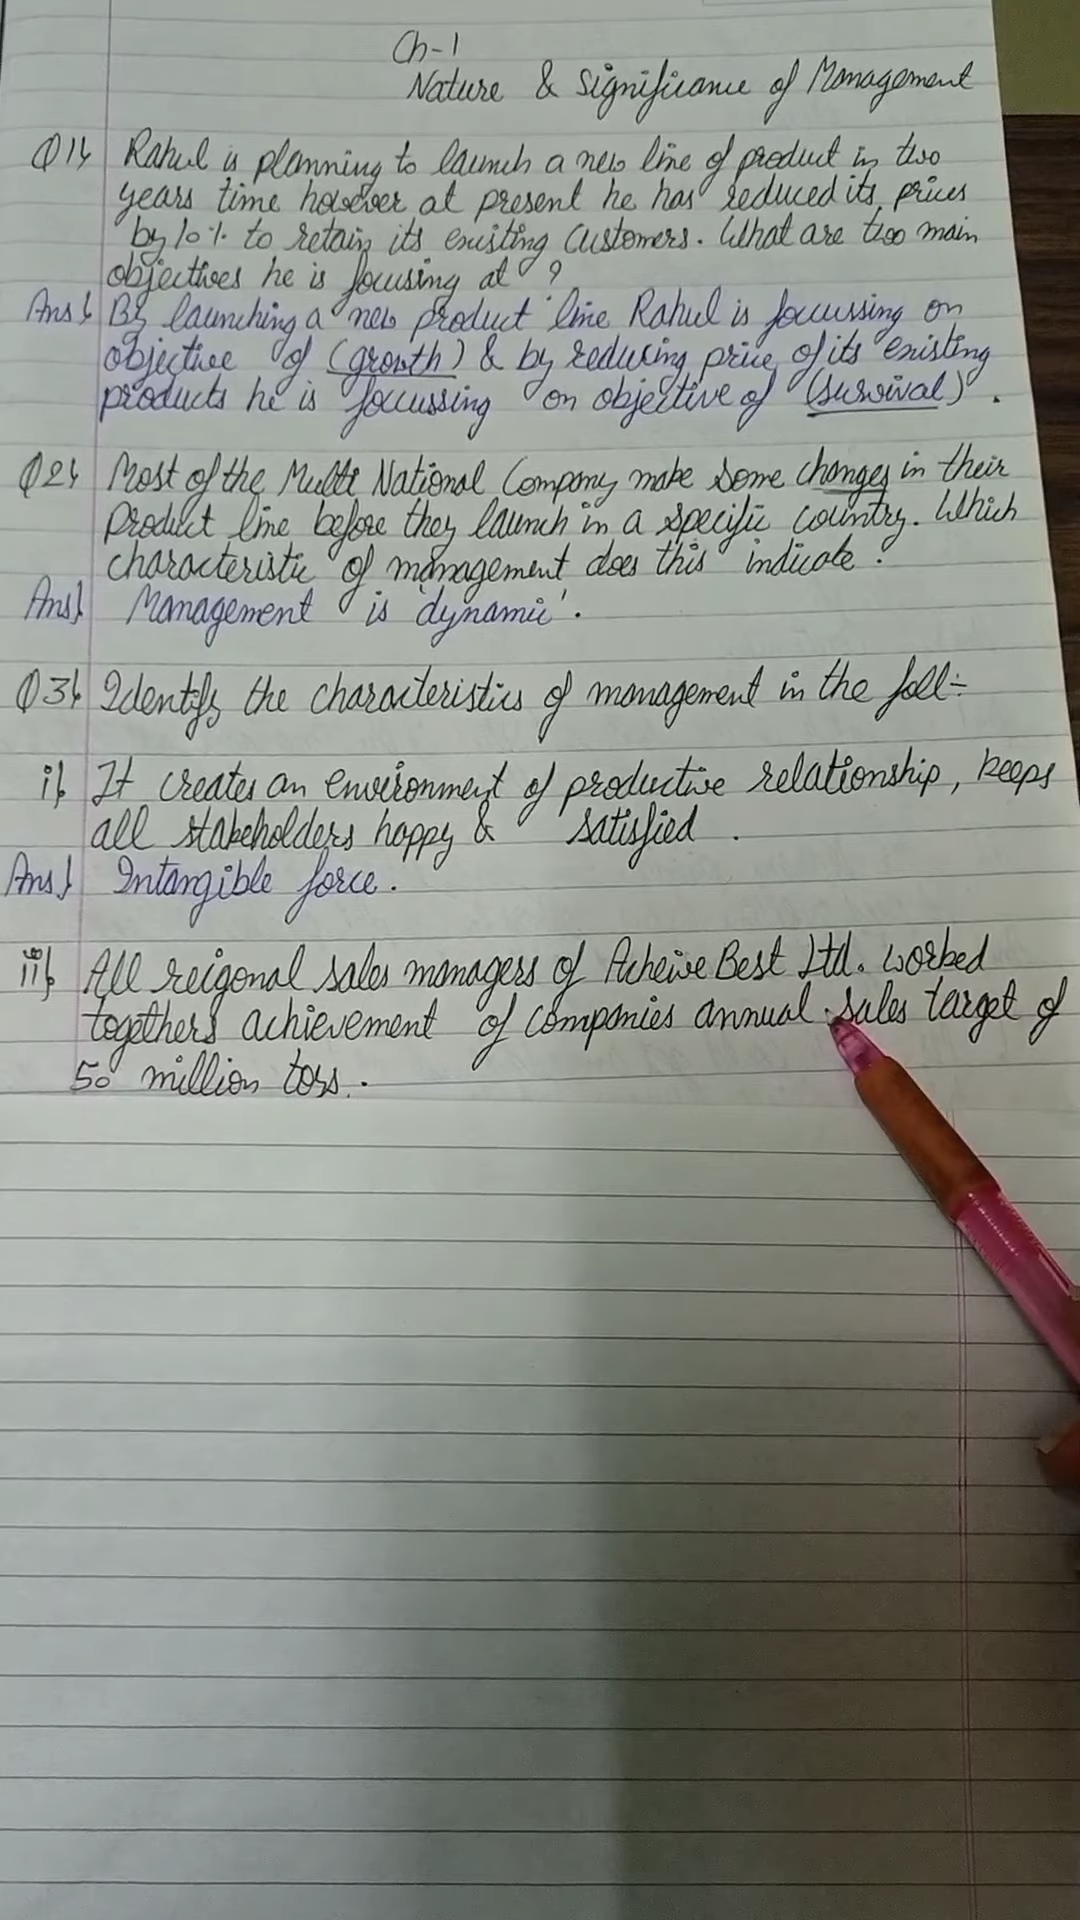 Ch-1
Nature & Significance of Management
Q1} Rahul is planning to launch a new line of product in two
years time however at present he has reduced its prices
by 10% to retain its existing customers. What are two main
objectives he is focusing at ?
Ans} By launching a new product line Rahul is focussing on
objective of (growth) & by reducing price of its existing
products he is focussing on objective of (survival) .
Q2} Most of the Multi National Company make some changes in their
Product line before they launch in a specific country. Which
characteristic of management does this indicate .
Ans} Management is 'dynamic' .
Q3} Identify the characteristics of management in the foll :-
i} It creates an environment of productive relationship, keeps
all stakeholders happy & satisfied .
Ans} Intangible force .
ii} All reigonal sales managers of Acheive Best Ltd. worked
togethers achievement of companies annual sales target of
50 million toys .